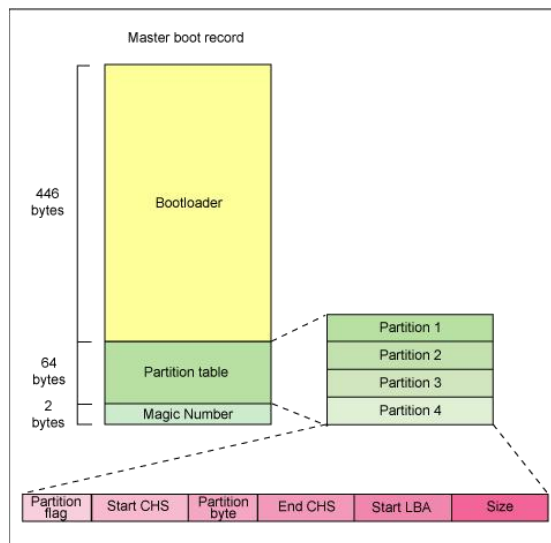 Master boot record
446
bytes
Bootloader
64
bytes
Partition table
2
bytes
Magic Number
Partition 1
Partition 2
Partition 3
Partition 4
Partition
flag
Start CHS
Partition
byte
End CHS
Start LBA
Size